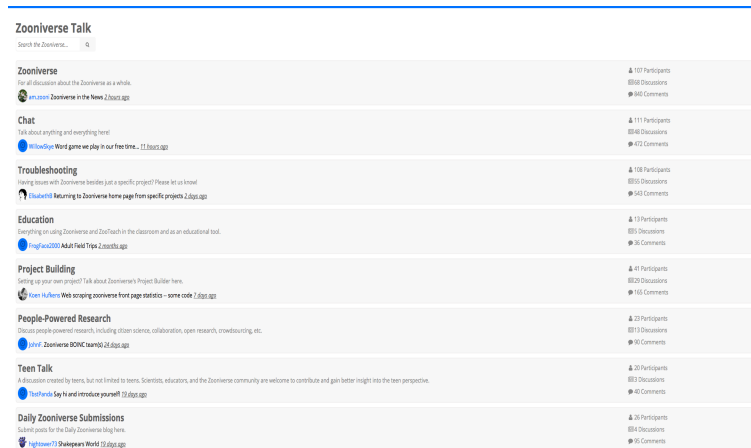 Zooniverse Talk
Search the Zooniverse...
Zooniverse
107 Participants
For all discussion about the Zooniverse as a whole.
68 Discussions
am.zooni Zooniverse in the News 2 hours ago
840 Comments
Chat
111 Participants
Talk about anything and everything here!
48 Discussions
WillowSkye Word game we play in our free time... 11 hours ago
472 Comments
Troubleshooting
108 Participants
Having issues with Zooniverse besides just a specific project? Please let us know!
55 Discussions
ElisabethB Returning to Zooniverse home page from specific projects 2 days ago
543 Comments
Education
13 Participants
Everything on using Zooniverse and ZooTeach in the classroom and as an educational tool.
5 Discussions
FrogFace2000 Adult Field Trips 2 months ago
36 Comments
Project Building
41 Participants
Setting up your own project? Talk about Zooniverse's Project Builder here.
29 Discussions
Koen Hufkens Web scraping zooniverse front page statistics – some code 7 days ago
165 Comments
People-Powered Research
23 Participants
Discuss people-powered research, including citizen science, collaboration, open research, crowdsourcing, etc.
13 Discussions
JohnF. Zooniverse BOINC team(s) 24 days ago
90 Comments
Teen Talk
20 Participants
A discussion created by teens, but not limited to teens. Scientists, educators, and the Zooniverse community are welcome to contribute and gain better insight into the teen perspective.
3 Discussions
TbstPanda Say hi and introduce yourself! 19 days ago
40 Comments
Daily Zooniverse Submissions
26 Participants
Submit posts for the Daily Zooniverse blog here.
4 Discussions
hightower73 Shakepears World 19 days ago
95 Comments